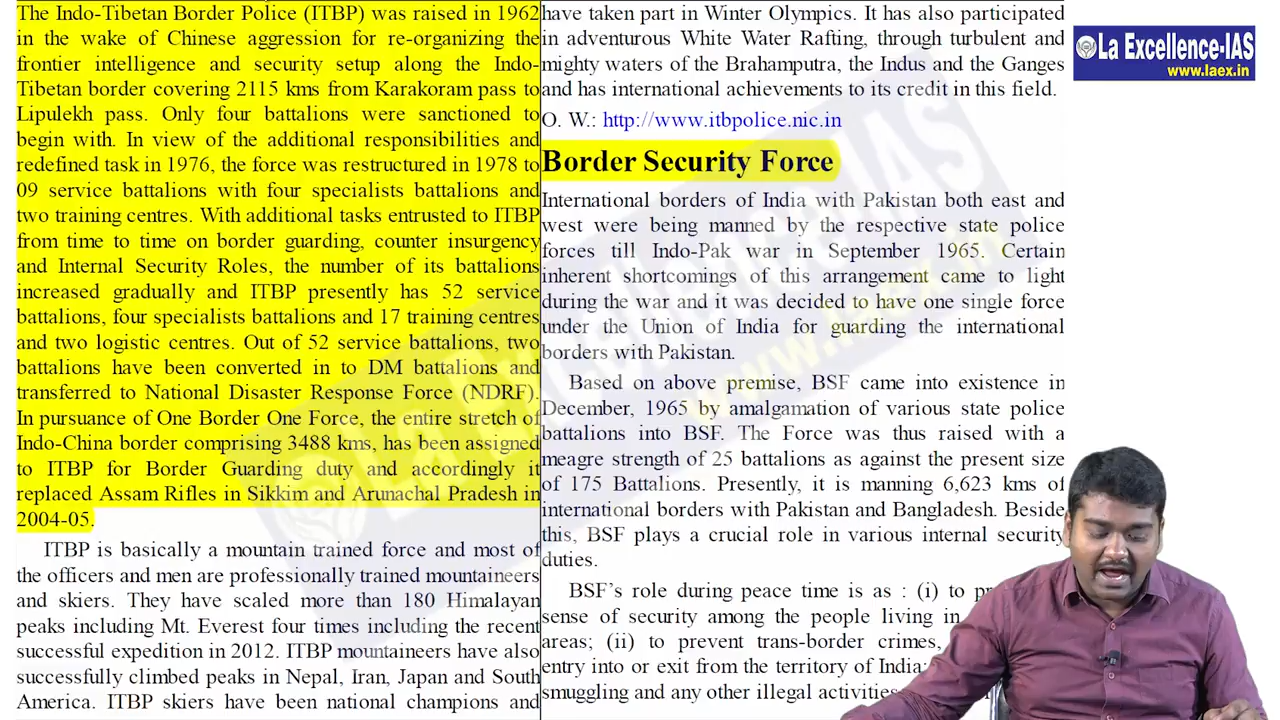 The Indo-Tibetan Border Police (ITBP) was raised in 1962
in the wake of Chinese aggression for re-organizing the
frontier intelligence and security setup along the Indo-
Tibetan border covering 2115 kms from Karakoram pass to
Lipulekh pass. Only four battalions were sanctioned to
begin with. In view of the additional responsibilities and
redefined task in 1976, the force was restructured in 1978 to
09 service battalions with four specialists battalions and
two training centres. With additional tasks entrusted to ITBP
from time to time on border guarding, counter insurgency
and Internal Security Roles, the number of its battalions
increased gradually and ITBP presently has 52 service
battalions, four specialists battalions and 17 training centres
and two logistic centres. Out of 52 service battalions, two
battalions have been converted in to DM battalions and
transferred to National Disaster Response Force (NDRF).
In pursuance of One Border One Force, the entire stretch of
Indo-China border comprising 3488 kms, has been assigned
to ITBP for Border Guarding duty and accordingly it
replaced Assam Rifles in Sikkim and Arunachal Pradesh in
2004-05.
ITBP is basically a mountain trained force and most of
the officers and men are professionally trained mountaineers
and skiers. They have scaled more than 180 Himalayan
peaks including Mt. Everest four times including the recent
successful expedition in 2012. ITBP mountaineers have also
successfully climbed peaks in Nepal, Iran, Japan and South
America. ITBP skiers have been national champions and
have taken part in Winter Olympics. It has also participated
in adventurous White Water Rafting, through turbulent and
mighty waters of the Brahamputra, the Indus and the Ganges
and has international achievements to its credit in this field.
O. W.: http://www.itbpolice.nic.in
Border Security Force
International borders of India with Pakistan both east and
west were being manned by the respective state police
forces till Indo-Pak war in September 1965. Certain
inherent shortcomings of this arrangement came to light
during the war and it was decided to have one single force
under the Union of India for guarding the international
borders with Pakistan.
Based on above premise, BSF came into existence in
December, 1965 by amalgamation of various state police
battalions into BSF. The Force was thus raised with a
meagre strength of 25 battalions as against the present size
of 175 Battalions. Presently, it is manning 6,623 kms of
international borders with Pakistan and Bangladesh. Beside
this, BSF plays a crucial role in various internal security
duties.
BSF's role during peace time is as : (i) to
sense of security among the people living in
areas; (ii) to prevent trans-border crimes,
entry into or exit from the territory of India;
smuggling and any other illegal activities
La Excellence-IAS
www.laex.in